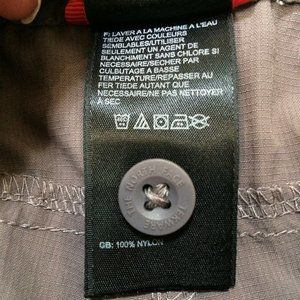 F: LAVER A LA MACHINE A L'EAU
TIEDE AVEC COULEURS
SEMBLABLES/UTILISER
SEULEMENT UN AGENT DE
BLANCHIMENT SANS CHLORE SI
NECESSAIRE/SECHER PAR
CULBUTAGE A BASSE
TEMPERATURE/REPASSER AU
FER TIEDE AUTANT QUE
NECESSAIRE/NE PAS NETTOYER
A SEC
THE NORTH FACE
GB: 100% NYLON